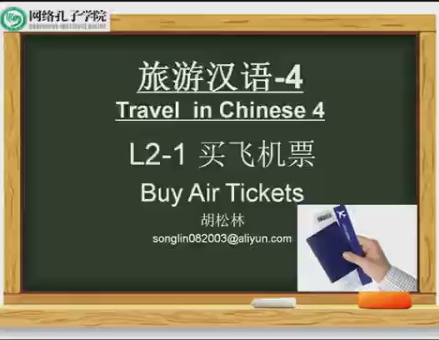 网络孔子学院
CONFUCIUS INSTITUTE ONLINE
旅游汉语-4
Travel in Chinese 4
L2-1 买飞机票
Buy Air Tickets
胡松林
songlin082003@aliyun.com